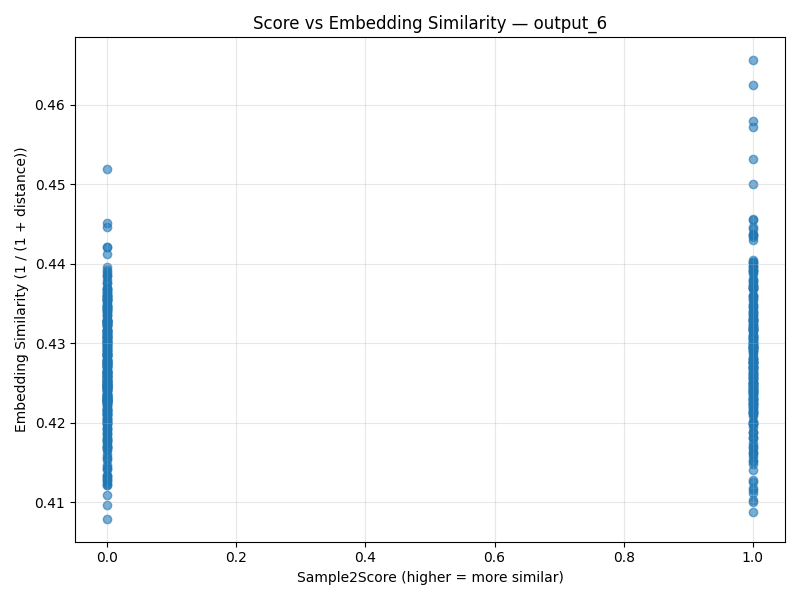 Score vs Embedding Similarity — output_6
Embedding Similarity (1 / (1 + distance))
0.46
0.45
0.44
0.43
0.42
0.41
0.0 0.2 0.4 0.6 0.8 1.0
Sample2Score (higher = more similar)